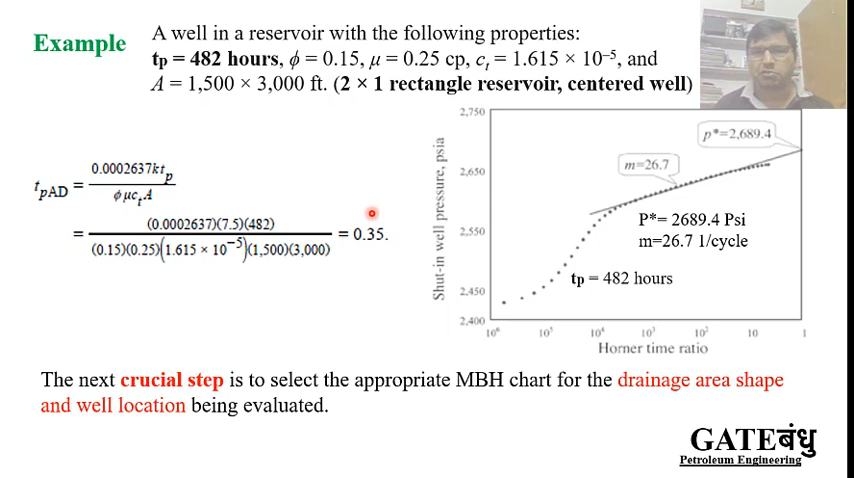 Example
A well in a reservoir with the following properties:
tp = 482 hours, ϕ = 0.15, μ = 0.25 cp, cₜ = 1.615 × 10⁻⁵, and
A = 1,500 × 3,000 ft. (2 × 1 rectangle reservoir, centered well)
t_pAD = 0.0002637kt_p / ϕμcₜA
= (0.0002637)(7.5)(482) / (0.15)(0.25)(1.615 × 10⁻⁵)(1,500)(3,000) = 0.35.
Shut-in well pressure, psia
2,750
2,650
2,550
2,450
2,400
p*=2,689.4
m=26.7
P*= 2689.4 Psi
m=26.7 1/cycle
tp = 482 hours
10⁶ 10⁵ 10⁴ 10³ 10² 10 1
Horner time ratio
The next crucial step is to select the appropriate MBH chart for the drainage area shape
and well location being evaluated.
GATEबंधु
Petroleum Engineering